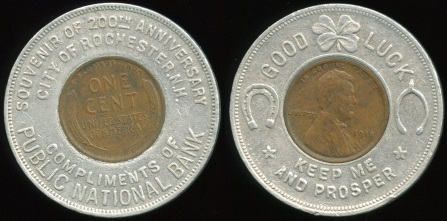 SOUVENIR OF 200TH ANNIVERSARY
CITY OF ROCHESTER, N.H.
ONE
CENT
UNITED STATES
OF AMERICA
COMPLIMENTS OF
PUBLIC NATIONAL BANK
GOOD LUCK
KEEP ME
AND PROSPER